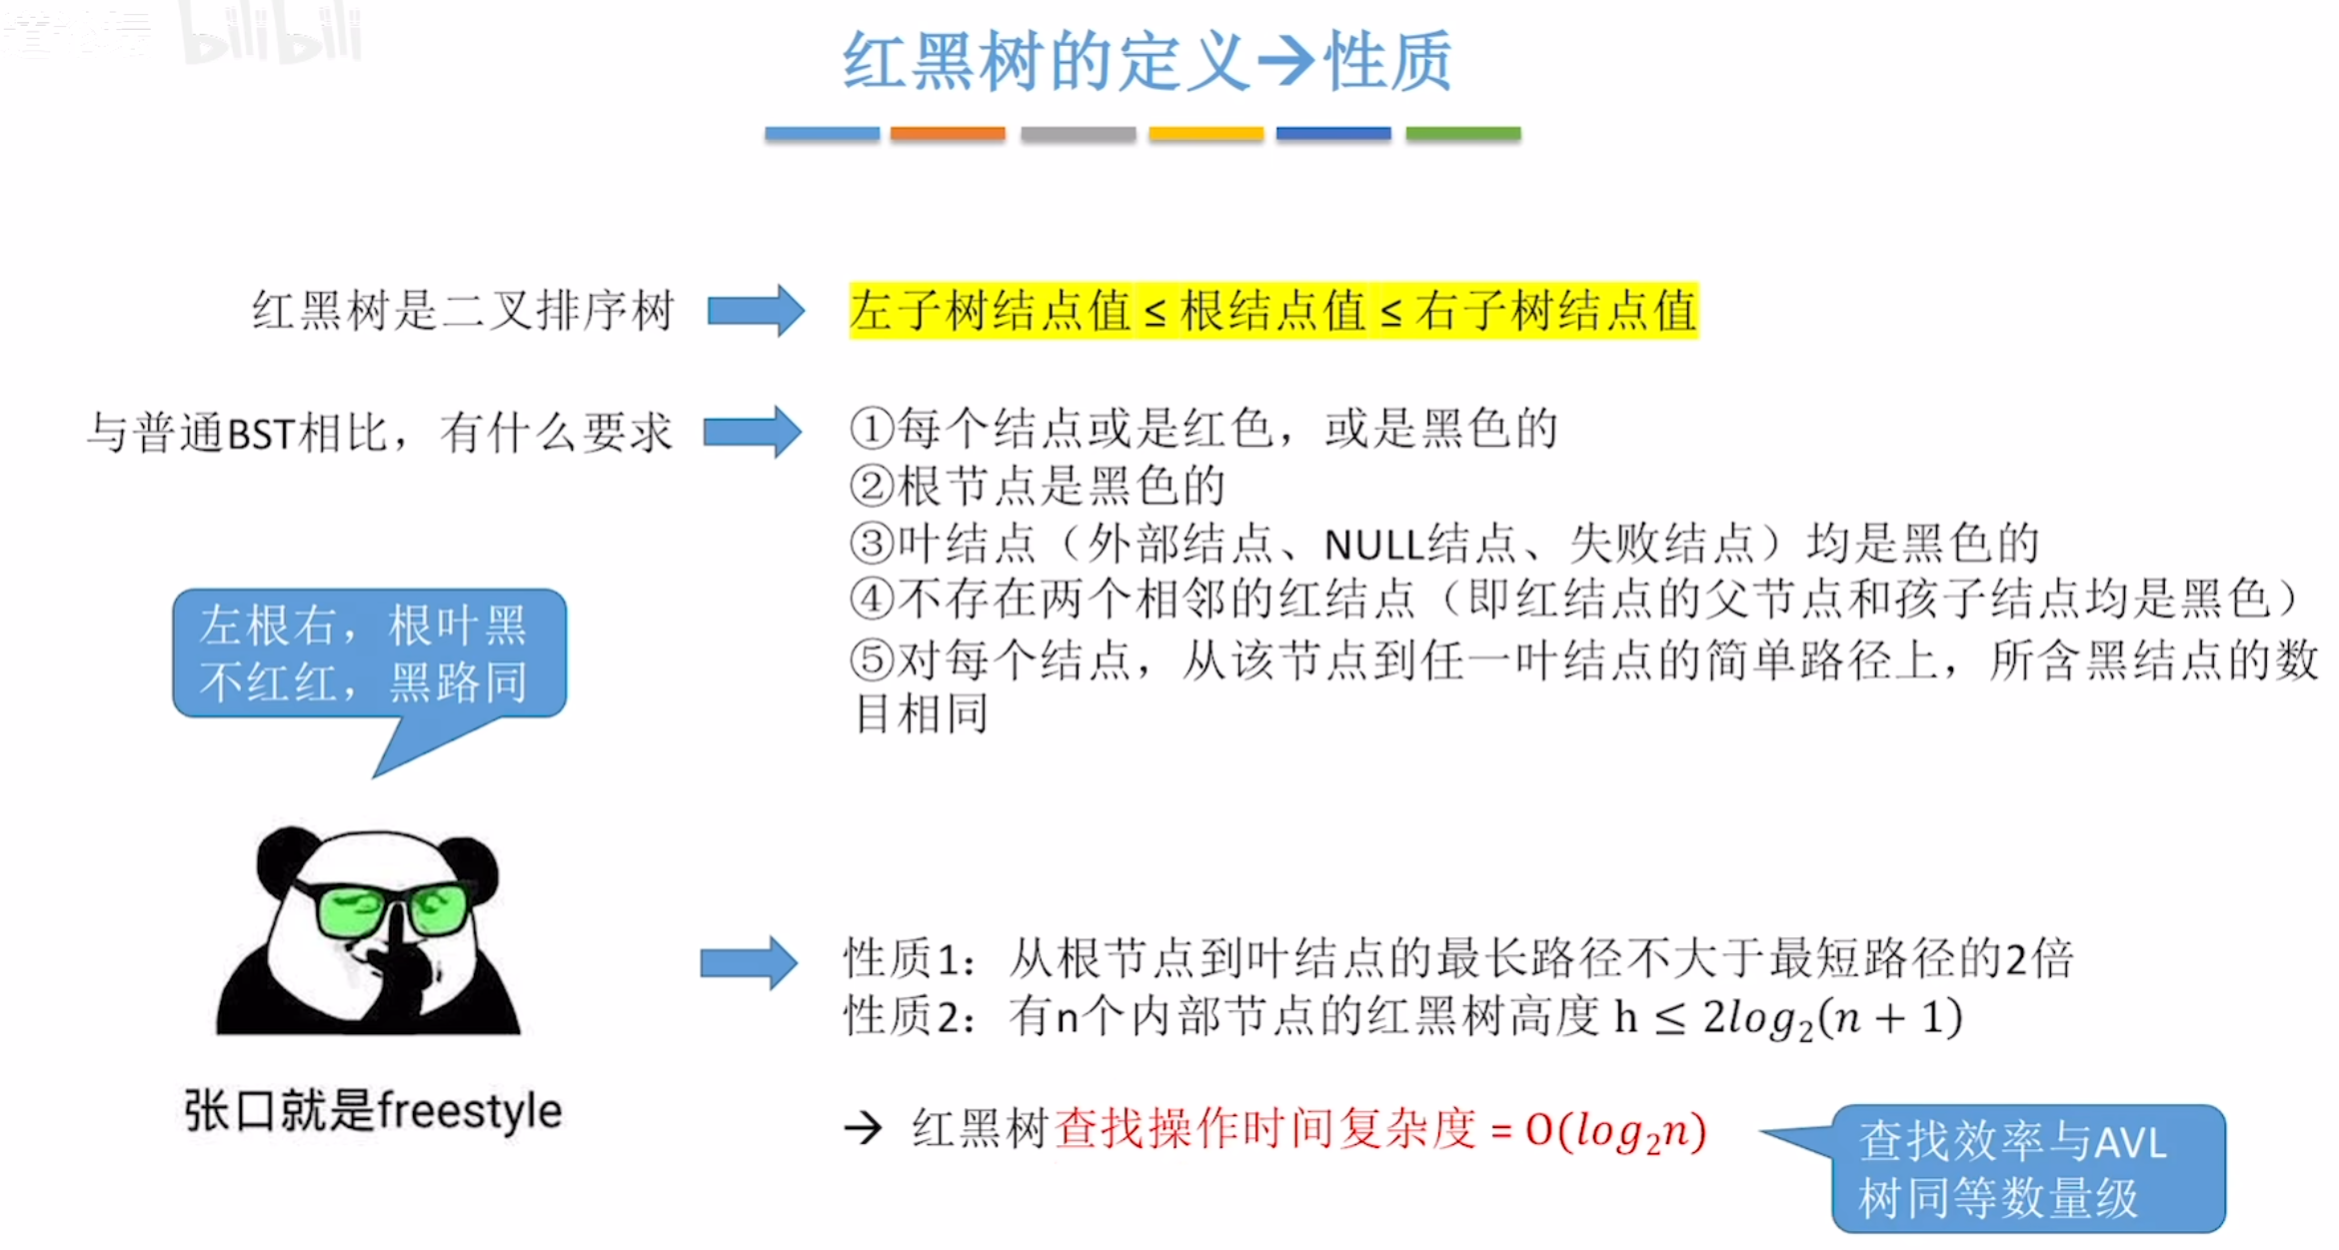 bilibili
红黑树的定义→性质
红黑树是二叉排序树
左子树结点值 ≤ 根结点值 ≤ 右子树结点值
与普通BST相比，有什么要求
①每个结点或是红色，或是黑色的
②根节点是黑色的
③叶结点（外部结点、NULL结点、失败结点）均是黑色的
④不存在两个相邻的红结点（即红结点的父节点和孩子结点均是黑色）
⑤对每个结点，从该节点到任一叶结点的简单路径上，所含黑结点的数
目相同
左根右，根叶黑
不红红，黑路同
张口就是freestyle
性质1：从根节点到叶结点的最长路径不大于最短路径的2倍
性质2：有n个内部节点的红黑树高度 h ≤ 2log₂(n + 1)
→ 红黑树查找操作时间复杂度 = O(log₂n)
查找效率与AVL
树同等数量级